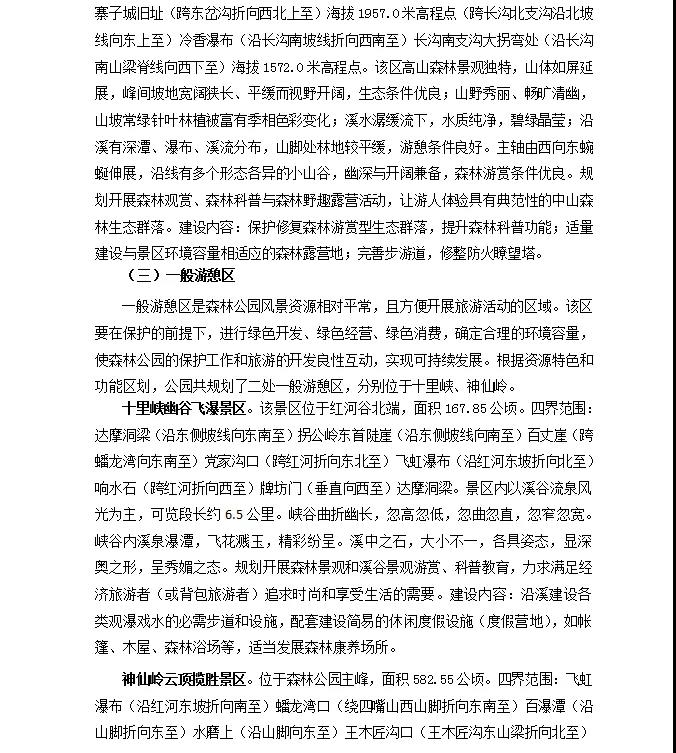 寨子城旧址（跨东岔沟折向西北上至）海拔 1957.0 米高程点（跨长沟北支沟沿北坡
线向东上至）冷香瀑布（沿长沟南坡线折向西南至）长沟南支沟大拐弯处（沿长沟
南山梁脊线向西下至）海拔 1572.0 米高程点。该区高山森林景观独特，山体如屏延
展，峰间坡地宽阔狭长、平缓而视野开阔，生态条件优良；山野秀丽、畅旷清幽，
山坡常绿针叶林植被富有季相色彩变化；溪水潺缓流下，水质纯净，碧绿晶莹；沿
溪有深潭、瀑布、溪流分布，山脚处林地较平缓，游憩条件良好。主轴由西向东蜿
蜒伸展，沿线有多个形态各异的小山谷，幽深与开阔兼备，森林游赏条件优良。规
划开展森林观赏、森林科普与森林野趣露营活动，让游人体验具有典范性的中山森
林生态群落。建设内容：保护修复森林游赏型生态群落，提升森林科普功能；适量
建设与景区环境容量相适应的森林露营地；完善步游道，修整防火瞭望塔。
（三）一般游憩区
一般游憩区是森林公园风景资源相对平常，且方便开展旅游活动的区域。该区
要在保护的前提下，进行绿色开发、绿色经营、绿色消费，确定合理的环境容量，
使森林公园的保护工作和旅游的开发良性互动，实现可持续发展。根据资源特色和
功能区划，公园共规划了二处一般游憩区，分别位于十里峡、神仙岭。
十里峡幽谷飞瀑景区。该景区位于红河谷北端，面积 167.85 公顷。四界范围：
达摩洞梁（沿东侧坡线向东南至）拐公岭东首陡崖（沿东侧坡线向南至）百丈崖（跨
蟠龙湾向东南至）党家沟口（跨红河折向东北至）飞虹瀑布（沿红河东坡折向北至）
响水石（跨红河折向西至）牌坊门（垂直向西至）达摩洞梁。景区内以溪谷流泉风
光为主，可览段长约 6.5 公里。峡谷曲折幽长，忽高忽低，忽曲忽直，忽窄忽宽。
峡谷内溪泉瀑潭，飞花溅玉，精彩纷呈。溪中之石，大小不一，各具姿态，显深
奥之形，呈秀媚之态。规划开展森林景观和溪谷景观游赏、科普教育，力求满足经
济旅游者（或背包旅游者）追求时尚和享受生活的需要。建设内容：沿溪建设各
类观瀑戏水的必需步道和设施，配套建设简易的休闲度假设施（度假营地），如帐
篷、木屋、森林浴场等，适当发展森林康养场所。
神仙岭云顶揽胜景区。位于森林公园主峰，面积 582.55 公顷。四界范围：飞虹
瀑布（沿红河东坡折向南至）蟠龙湾口（绕四嘴山西山脚折向东南至）百瀑潭（沿
山脚折向东至）水磨上（沿山脚向东至）王木匠沟口（王木匠沟东山梁折向北至）